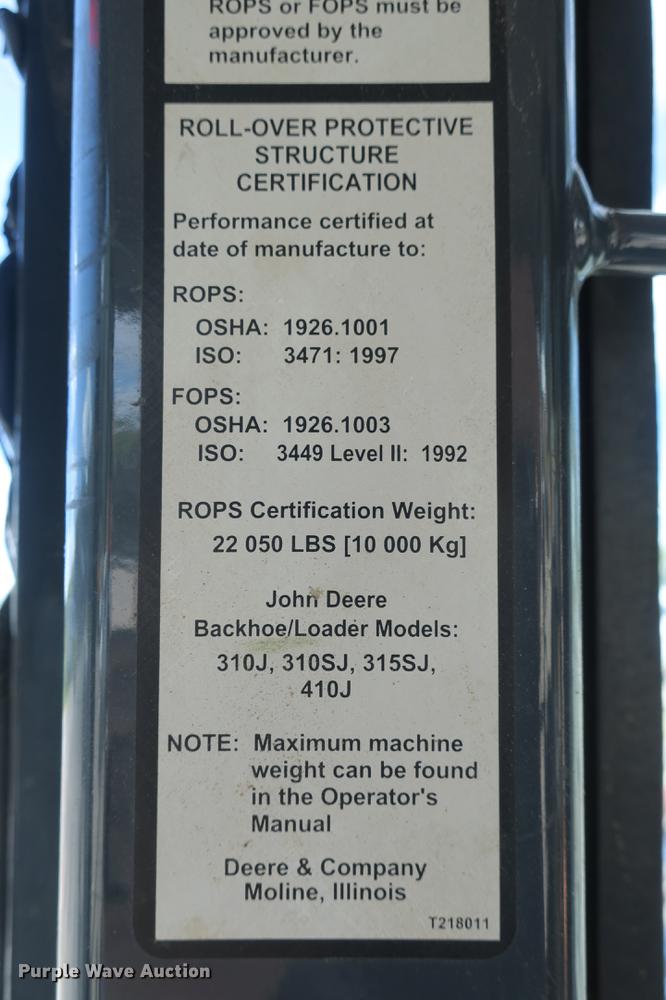 ROPS or FOPS must be
approved by the
manufacturer.
ROLL-OVER PROTECTIVE
STRUCTURE
CERTIFICATION
Performance certified at
date of manufacture to:
ROPS:
OSHA: 1926.1001
ISO: 3471: 1997
FOPS:
OSHA: 1926.1003
ISO: 3449 Level II: 1992
ROPS Certification Weight:
22 050 LBS [10 000 Kg]
John Deere
Backhoe/Loader Models:
310J, 310SJ, 315SJ,
410J
NOTE: Maximum machine
weight can be found
in the Operator's
Manual
Deere & Company
Moline, Illinois
T218011
Purple Wave Auction